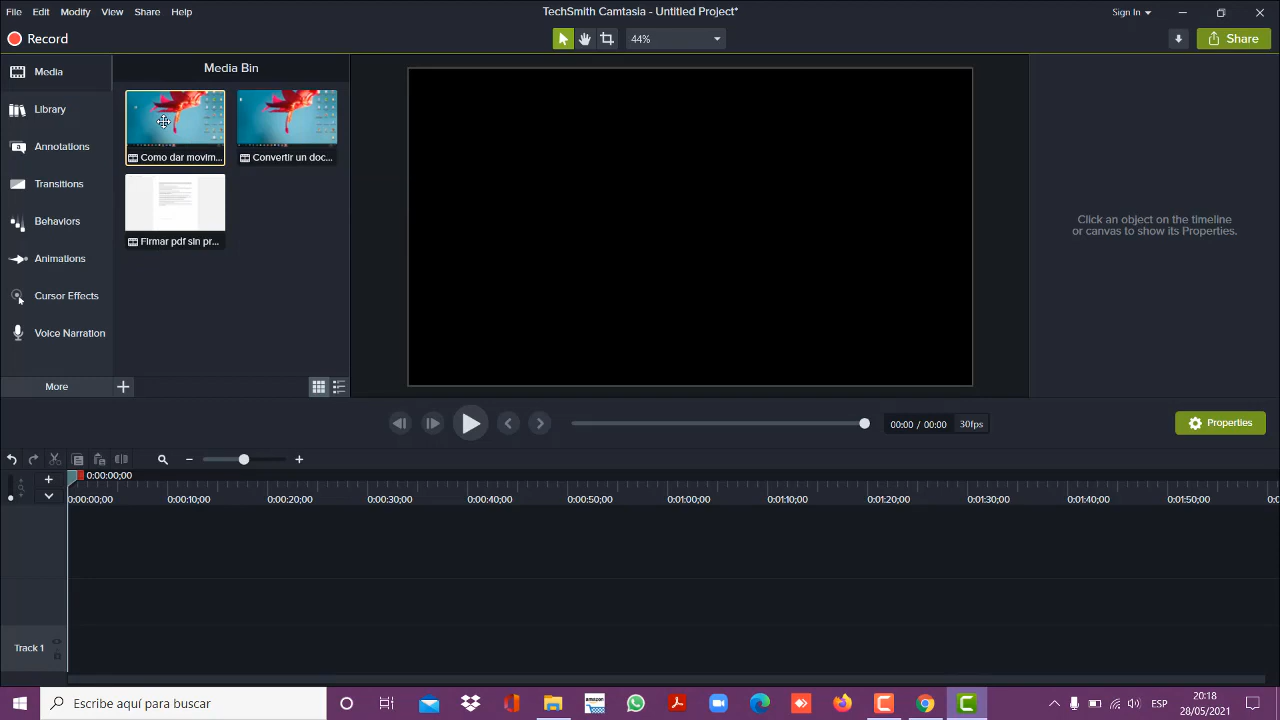 File Edit Modify View Share Help
TechSmith Camtasia - Untitled Project*
Sign In
Record
44%
Share
Media
Library
Annotations
Transitions
Behaviors
Animations
Cursor Effects
Voice Narration
More
Media Bin
Como dar movim...
Convertir un doc...
Firmar pdf sin pr...
Click an object on the timeline
or canvas to show its Properties.
00:00 / 00:00
30fps
Properties
0:00:00;00
0:00:00;00 0:00:10;00 0:00:20;00 0:00:30;00 0:00:40;00 0:00:50;00 0:01:00;00 0:01:10;00 0:01:20;00 0:01:30;00 0:01:40;00 0:01:50;00
Track 1
Escribe aquí para buscar
amazon
ESP
20:18
28/05/2021